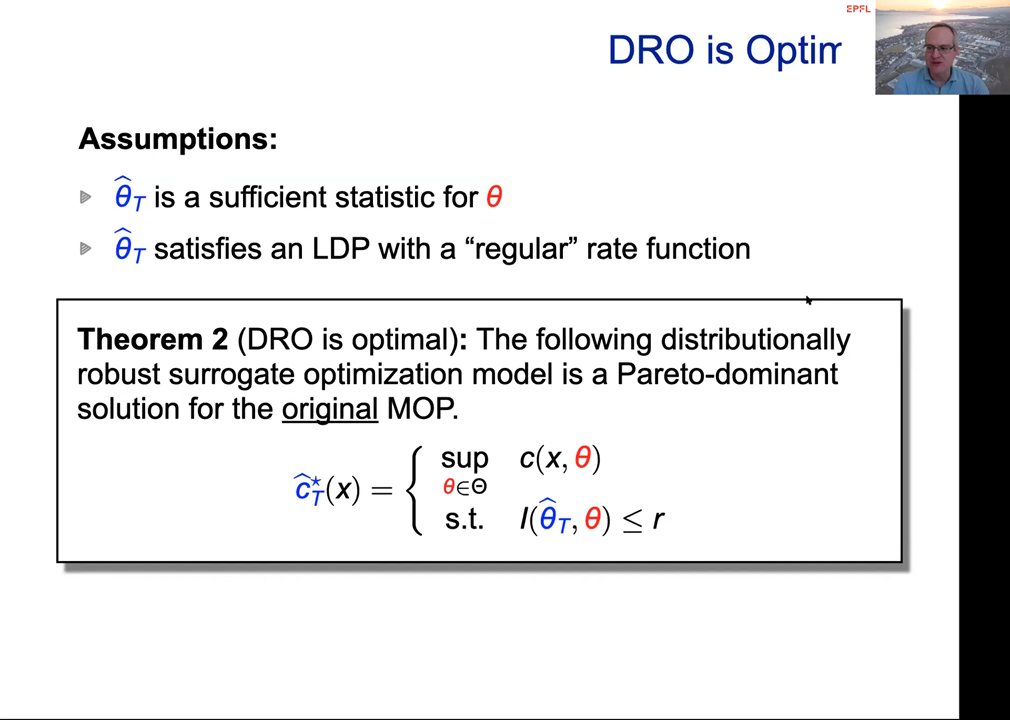 EPFL
DRO is Optim
Assumptions:
θ̂_T is a sufficient statistic for θ
θ̂_T satisfies an LDP with a “regular” rate function
Theorem 2 (DRO is optimal): The following distributionally
robust surrogate optimization model is a Pareto-dominant
solution for the original MOP.
ĉ*_T(x) = { sup c(x, θ)
θ∈Θ
s.t. I(θ̂_T, θ) ≤ r